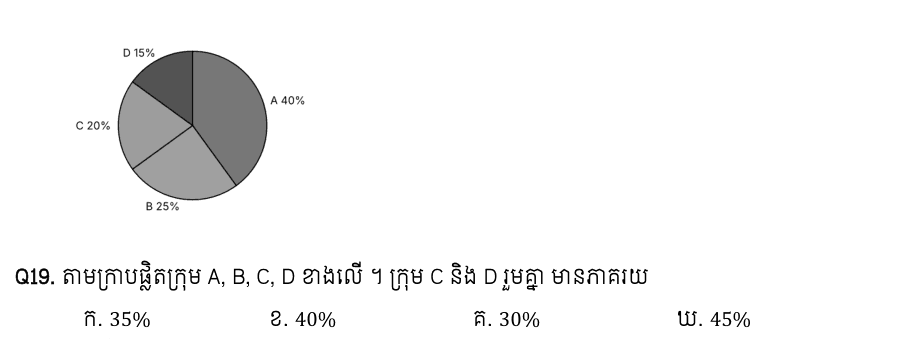 D 15%
A 40%
C 20%
B 25%
Q19. តាមក្រាបផ្លិតក្រុម A, B, C, D ខាងលើ ។ ក្រុម C និង D រួមគ្នា មានភាគរយ
ក. 35% ខ. 40% គ. 30% ឃ. 45%